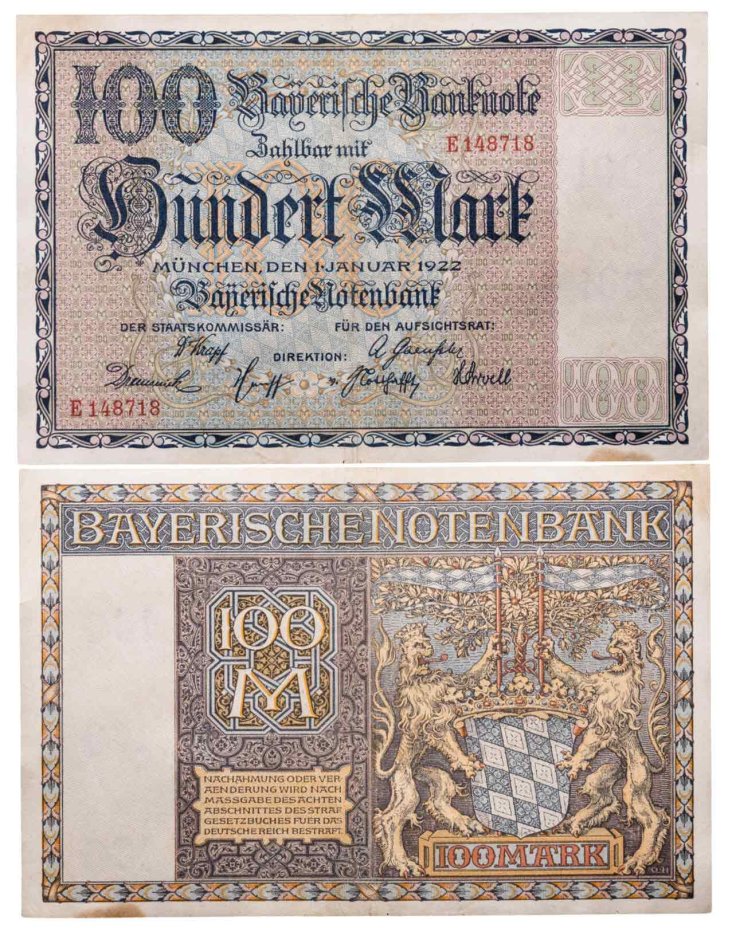 100 Bayerische Banknote
Zahlbar mit
E 148718
Hundert Mark
MÜNCHEN, DEN 1. JANUAR 1922
Bayerische Notenbank
DER STAATSKOMMISSÄR: FÜR DEN AUFSICHTSRAT:
DIREKTION:
E 148718
100
BAYERISCHE NOTENBANK
100
M
NACHAHMUNG ODER VER
AENDERUNG WIRD NACH
MASSGABE DES ACHTEN
ABSCHNITTES DES STRAF
GESETZBUCHES FUER DAS
DEUTSCHE REICH BESTRAFT.
100 MARK